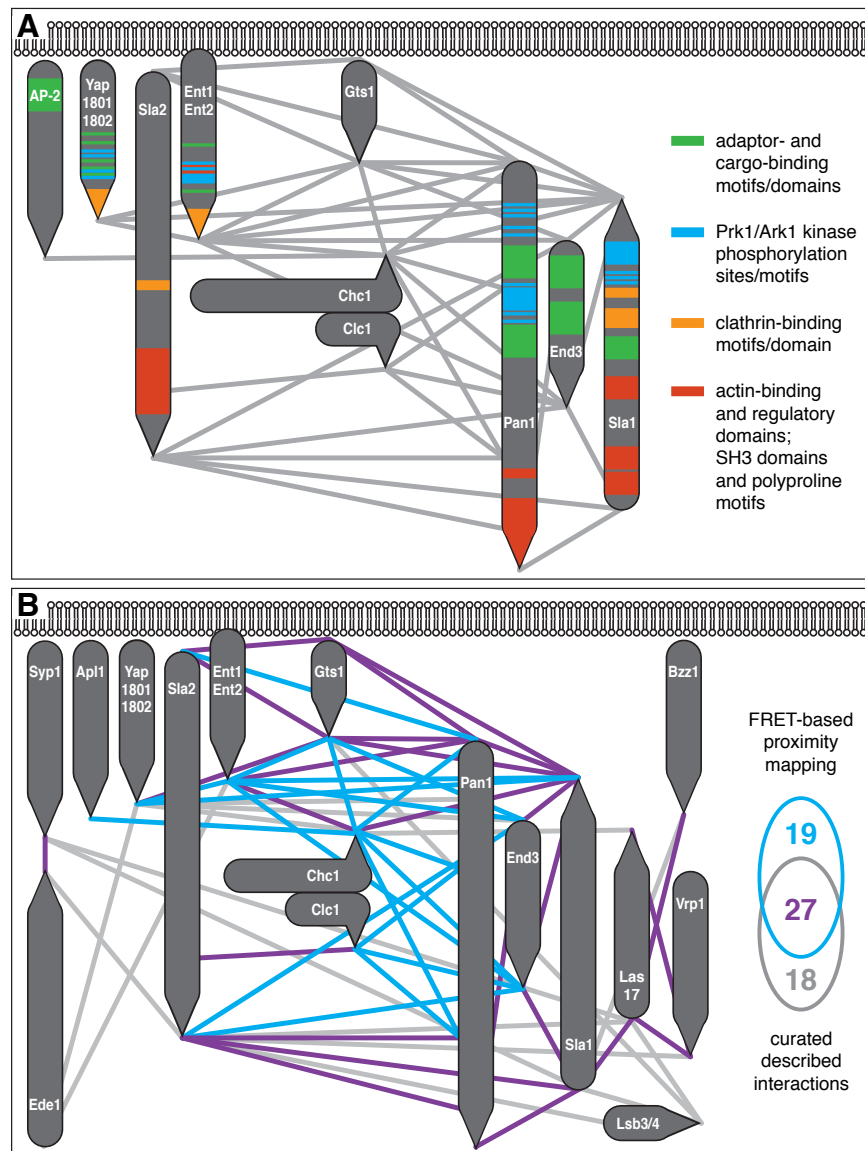 A
AP-2
Yap
1801
1802
Sla2
Ent1
Ent2
Gts1
Chc1
Clc1
Pan1
End3
Sla1
adaptor- and
cargo-binding
motifs/domains
Prk1/Ark1 kinase
phosphorylation
sites/motifs
clathrin-binding
motifs/domain
actin-binding
and regulatory
domains;
SH3 domains
and polyproline
motifs
B
Syp1
Apl1
Yap
1801
1802
Sla2
Ent1
Ent2
Gts1
Bzz1
Pan1
End3
Chc1
Clc1
Vrp1
Las
17
Sla1
Ede1
Lsb3/4
FRET-based
proximity
mapping
19
27
18
curated
described
interactions